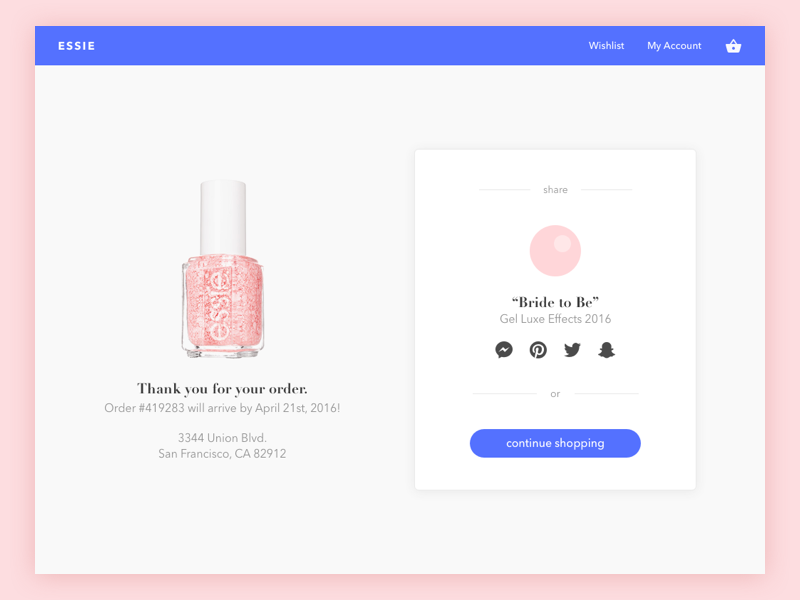 ESSIE
Wishlist
My Account
essie
Thank you for your order.
Order #419283 will arrive by April 21st, 2016!
3344 Union Blvd.
San Francisco, CA 82912
share
“Bride to Be”
Gel Luxe Effects 2016
or
continue shopping